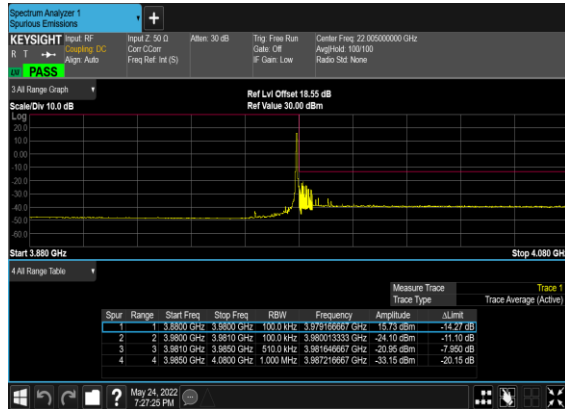 Spectrum Analyzer 1
Spurious Emissions
+
KEYSIGHT Input: RF Input Z: 50 Ω Atten: 30 dB Trig: Free Run Center Freq: 22.005000000 GHz
R T Coupling: DC Corr CCorr Gate: Off Avg|Hold: 100/100
Align: Auto Freq Ref: Int (S) IF Gain: Low Radio Std: None
LW PASS
3 All Range Graph
Ref Lvl Offset 18.55 dB
Scale/Div 10.0 dB Ref Value 30.00 dBm
Log
20.0
10.0
0.00
-10.0
-20.0
-30.0
-40.0
-50.0
-60.0
Start 3.880 GHz Stop 4.080 GH
4 All Range Table
Measure Trace Trace 1
Trace Type Trace Average (Active)
Spur Range Start Freq Stop Freq RBW Frequency Amplitude ΔLimit
1 1 3.8800 GHz 3.9800 GHz 100.0 kHz 3.979166667 GHz 15.73 dBm -14.27 dB
2 2 3.9800 GHz 3.9810 GHz 100.0 kHz 3.980013333 GHz -24.10 dBm -11.10 dB
3 3 3.9810 GHz 3.9850 GHz 510.0 kHz 3.981646667 GHz -20.95 dBm -7.950 dB
4 4 3.9850 GHz 4.0800 GHz 1.000 MHz 3.987216667 GHz -33.15 dBm -20.15 dB
? May 24, 2022
7:27:25 PM